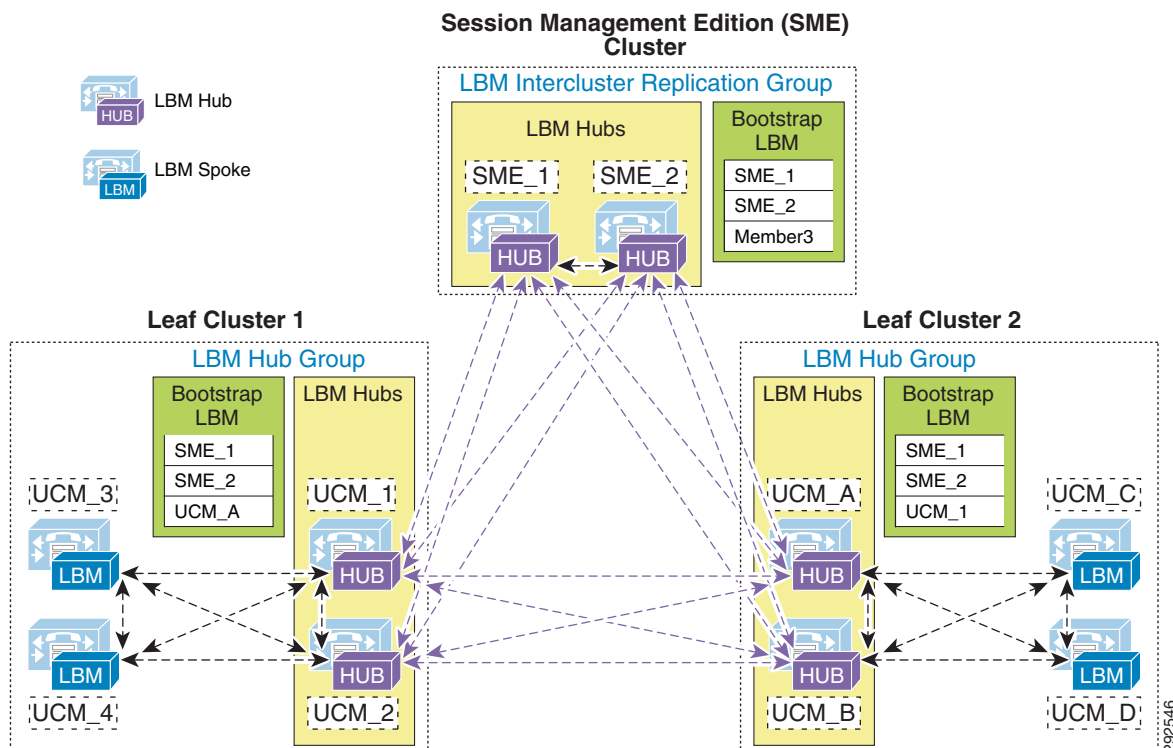 Session Management Edition (SME)
Cluster
LBM Intercluster Replication Group
HUB
LBM Hub
LBM
LBM Spoke
LBM Hubs
SME_1
SME_2
HUB
HUB
Bootstrap
LBM
SME_1
SME_2
Member3
Leaf Cluster 1
LBM Hub Group
Bootstrap
LBM
SME_1
SME_2
UCM_A
LBM Hubs
UCM_3
UCM_1
LBM
HUB
LBM
HUB
UCM_4
UCM_2
Leaf Cluster 2
LBM Hub Group
LBM Hubs
Bootstrap
LBM
SME_1
SME_2
UCM_1
UCM_A
UCM_C
HUB
LBM
HUB
LBM
UCM_B
UCM_D
292546